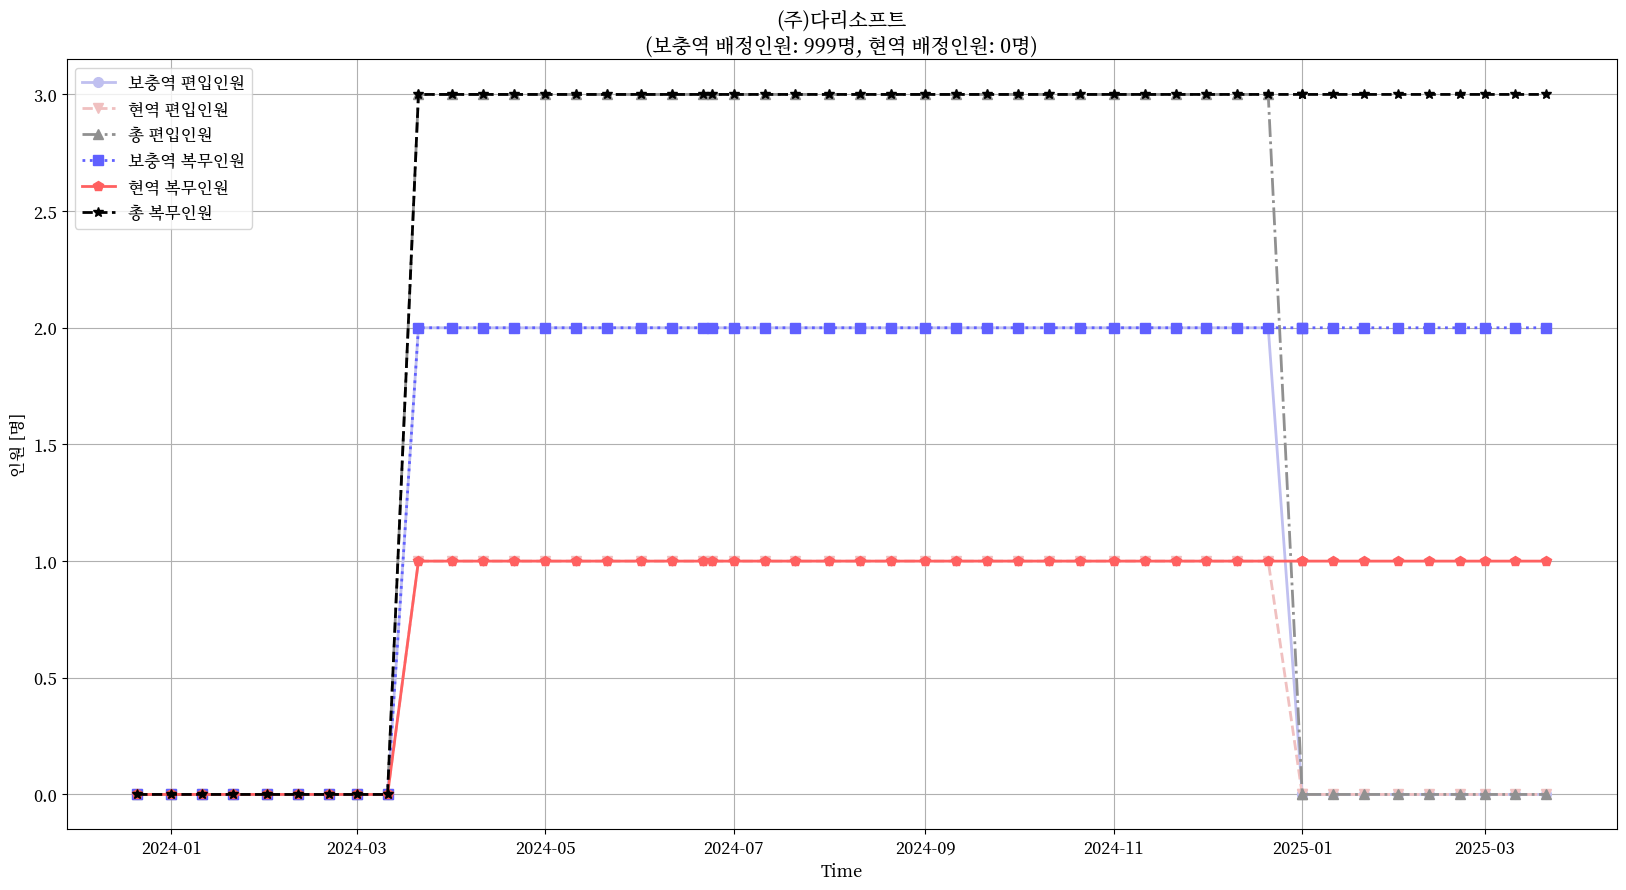 (주)다리소프트
(보충역 배정인원: 999명, 현역 배정인원: 0명)
보충역 편입인원
현역 편입인원
총 편입인원
보충역 복무인원
현역 복무인원
총 복무인원
3.0
2.5
2.0
1.5
1.0
0.5
0.0
인원 [명]
2024-01
2024-03
2024-05
2024-07
2024-09
2024-11
2025-01
2025-03
Time